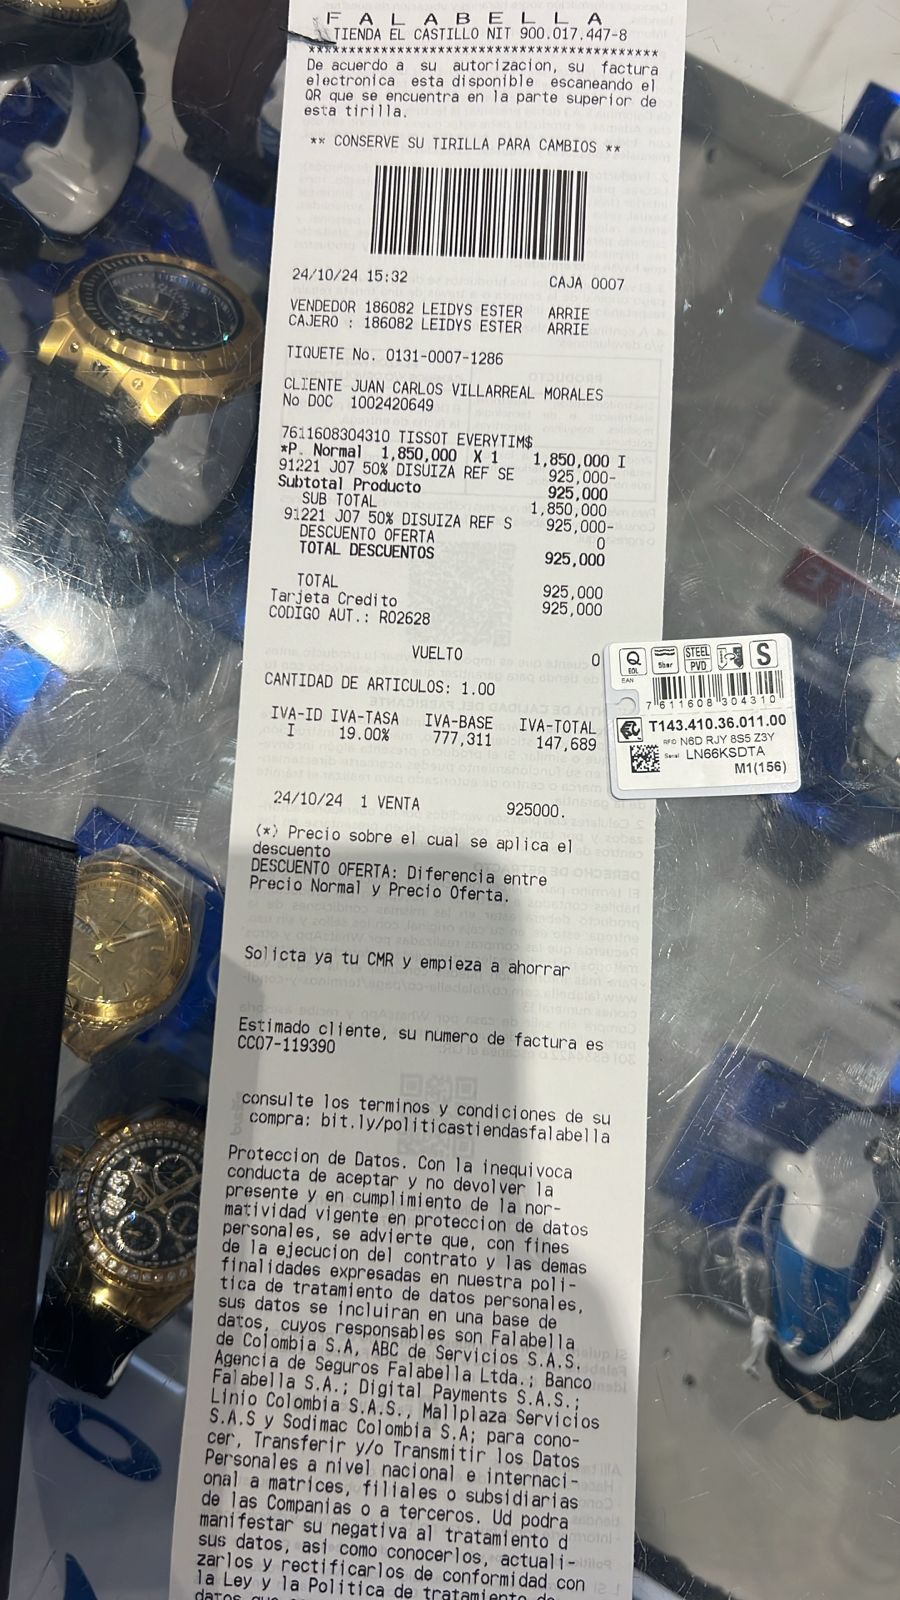 F A L A B E L L A
TIENDA EL CASTILLO NIT 900.017.447-8
******************************************
De acuerdo a su autorizacion, su factura
electronica esta disponible escaneando el
QR que se encuentra en la parte superior de
esta tirilla.
** CONSERVE SU TIRILLA PARA CAMBIOS **
24/10/24 15:32 CAJA 0007
VENDEDOR 186082 LEIDYS ESTER ARRIE
CAJERO : 186082 LEIDYS ESTER ARRIE
TIQUETE No. 0131-0007-1286
CLIENTE JUAN CARLOS VILLARREAL MORALES
No DOC 1002420649
7611608304310 TISSOT EVERYTIM$
*P. Normal 1,850,000 X 1 1,850,000 I
91221 J07 50% DISUIZA REF SE 925,000-
Subtotal Producto 925,000
SUB TOTAL 1,850,000
91221 J07 50% DISUIZA REF S 925,000-
DESCUENTO OFERTA 0
TOTAL DESCUENTOS 925,000
TOTAL 925,000
Tarjeta Credito 925,000
CODIGO AUT.: R02628
VUELTO 0
CANTIDAD DE ARTICULOS: 1.00
IVA-ID IVA-TASA IVA-BASE IVA-TOTAL
I 19.00% 777,311 147,689
24/10/24 1 VENTA 925000.
(*) Precio sobre el cual se aplica el
descuento
DESCUENTO OFERTA: Diferencia entre
Precio Normal y Precio Oferta.
Solicta ya tu CMR y empieza a ahorrar
Estimado cliente, su numero de factura es
CC07-119390
consulte los terminos y condiciones de su
compra: bit.ly/politicastiendasfalabella
Proteccion de Datos. Con la inequivoca
conducta de aceptar y no devolver la
presente y en cumplimiento de la nor-
matividad vigente en proteccion de datos
personales, se advierte que, con fines
de la ejecucion del contrato y las demas
finalidades expresadas en nuestra poli-
tica de tratamiento de datos personales,
sus datos se incluiran en una base de
datos, cuyos responsables son Falabella
de Colombia S.A, ABC de Servicios S.A.S.
Agencia de Seguros Falabella Ltda.; Banco
Falabella S.A.; Digital Payments S.A.S.;
Linio Colombia S.A.S., Mallplaza Servicios
S.A.S y Sodimac Colombia S.A; para cono-
cer, Transferir y/o Transmitir los Datos
Personales a nivel nacional e internaci-
onal a matrices, filiales o subsidiarias
de las Companias o a terceros. Ud podra
manifestar su negativa al tratamiento d
sus datos, asi como conocerlos, actuali-
zarlos y rectificarlos de conformidad con
la Ley y la Politica de tratamiento de
Q EOL 5bar STEEL PVD S
EAN
7 611608 304310
T143.410.36.011.00
RFID N6D RJY 8S5 Z3Y
Serial LN66KSDTA
M1(156)